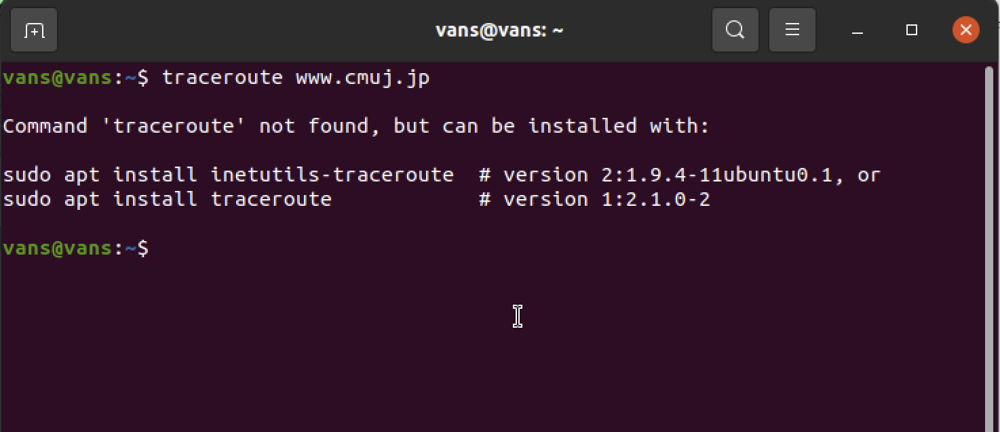 vans@vans: ~
vans@vans:~$ traceroute www.cmuj.jp
Command 'traceroute' not found, but can be installed with:
sudo apt install inetutils-traceroute  # version 2:1.9.4-11ubuntu0.1, or
sudo apt install traceroute            # version 1:2.1.0-2
vans@vans:~$